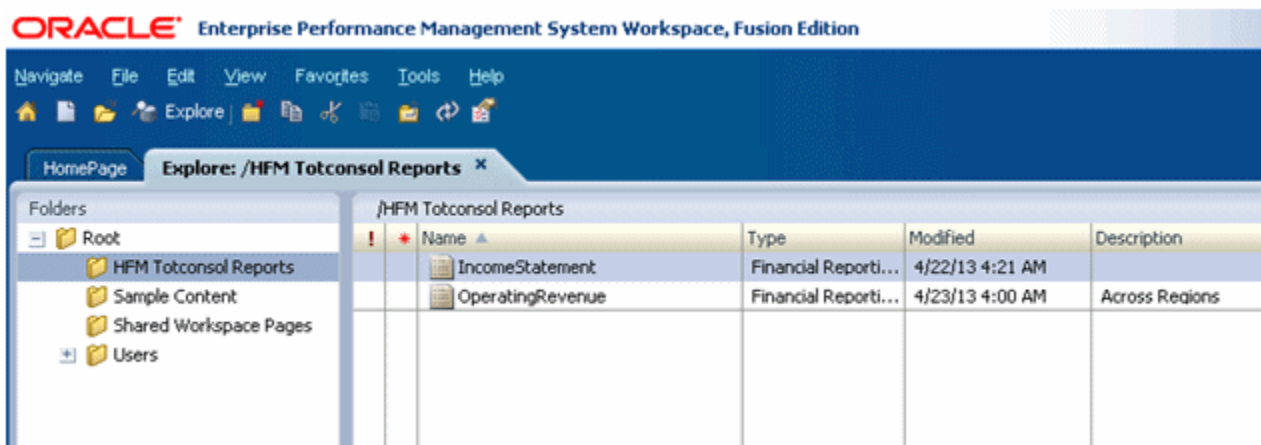 ORACLE Enterprise Performance Management System Workspace, Fusion Edition
Navigate File Edit View Favorites Tools Help
Explore
HomePage Explore: /HFM Totconsol Reports
Folders
Root
HFM Totconsol Reports
Sample Content
Shared Workspace Pages
Users
/HFM Totconsol Reports
! * Name Type Modified Description
IncomeStatement Financial Reporti... 4/22/13 4:21 AM
OperatingRevenue Financial Reporti... 4/23/13 4:00 AM Across Regions